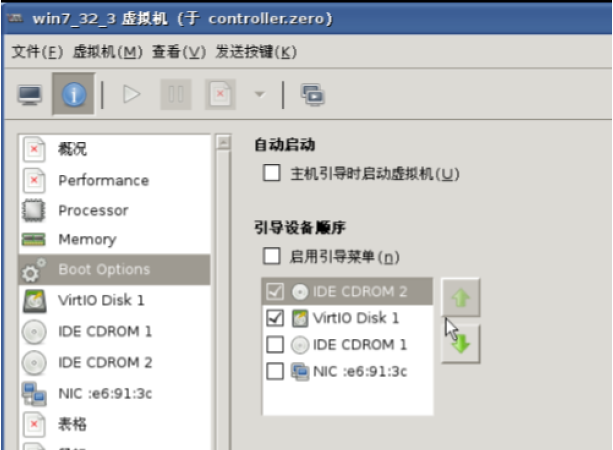 win7_32_3 虚拟机 (于 controller.zero)
文件(F) 虚拟机(M) 查看(V) 发送按键(K)
概况
Performance
Processor
Memory
Boot Options
VirtIO Disk 1
IDE CDROM 1
IDE CDROM 2
NIC :e6:91:3c
表格
自动启动
主机引导时启动虚拟机(U)
引导设备顺序
启用引导菜单(n)
IDE CDROM 2
VirtIO Disk 1
IDE CDROM 1
NIC :e6:91:3c